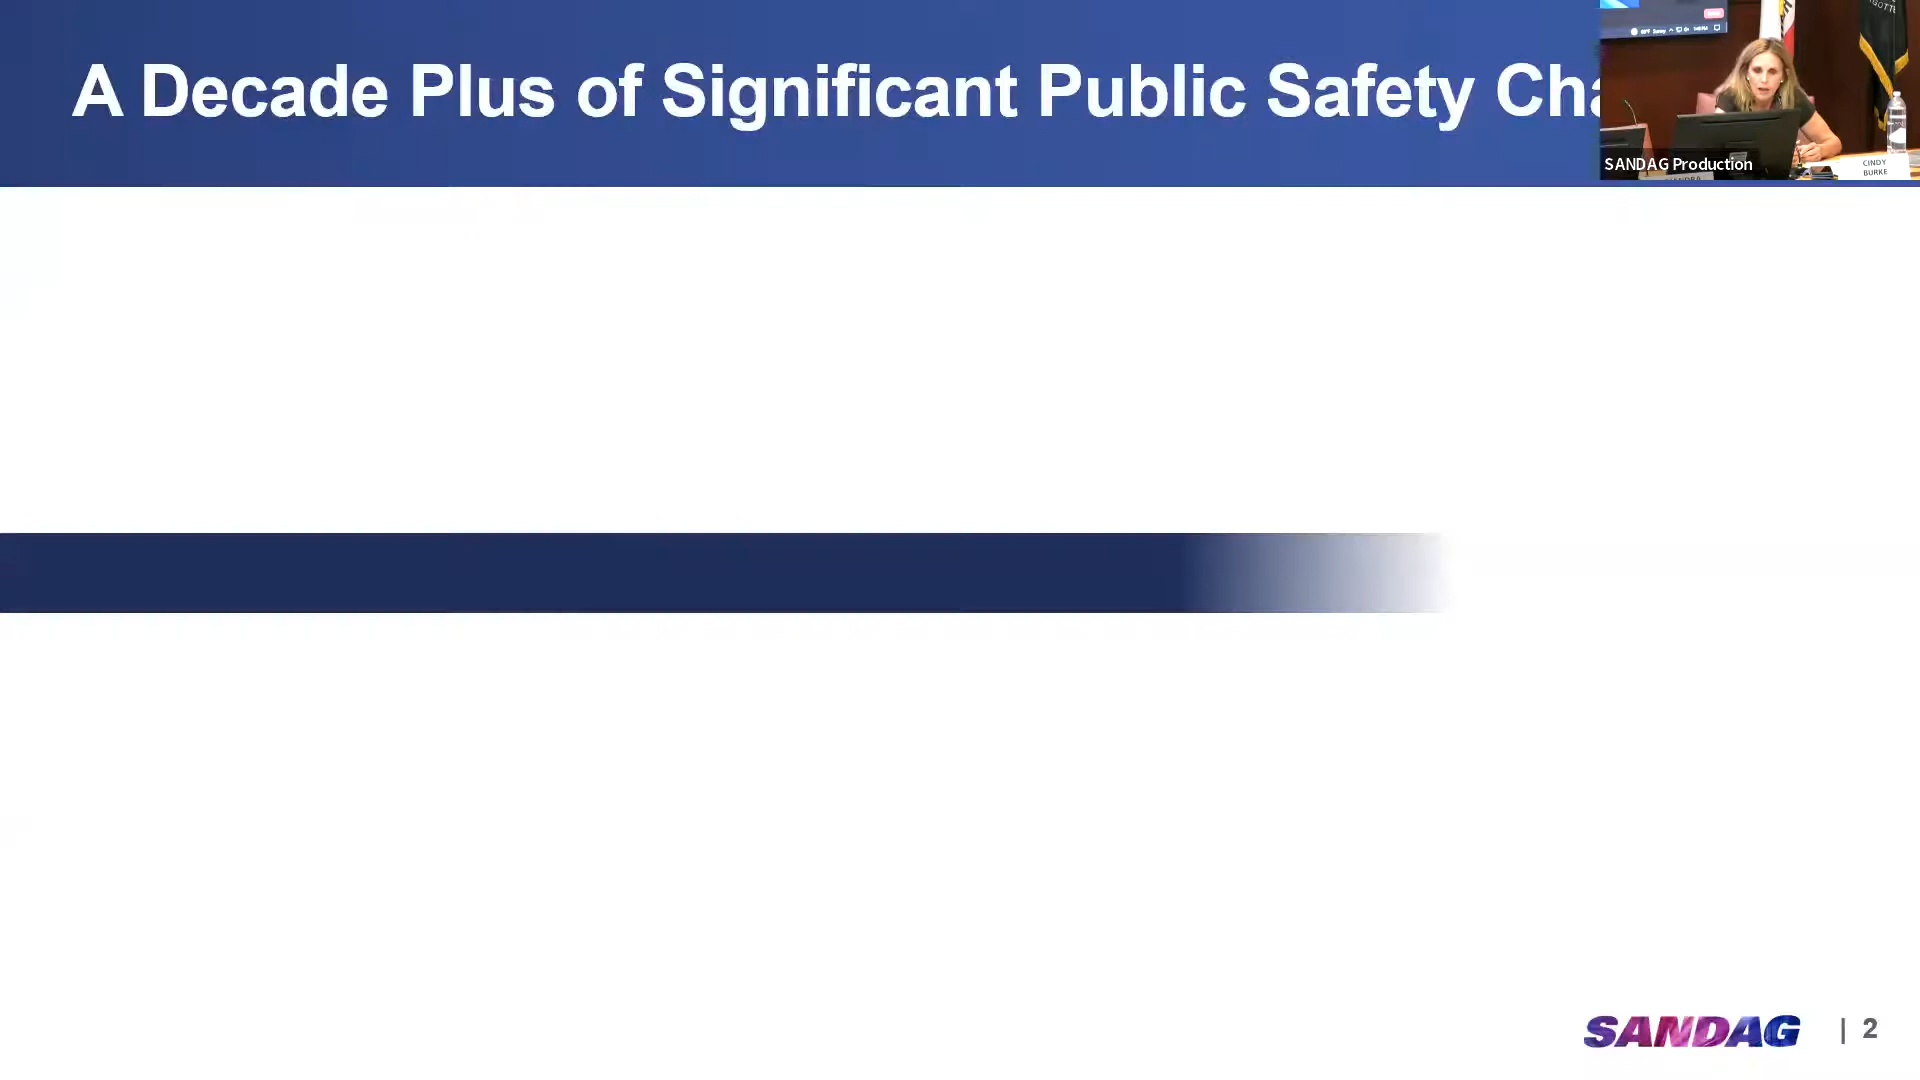 A Decade Plus of Significant Public Safety Cha
SANDAG Production
CINDY
BURKE
SANDAG | 2